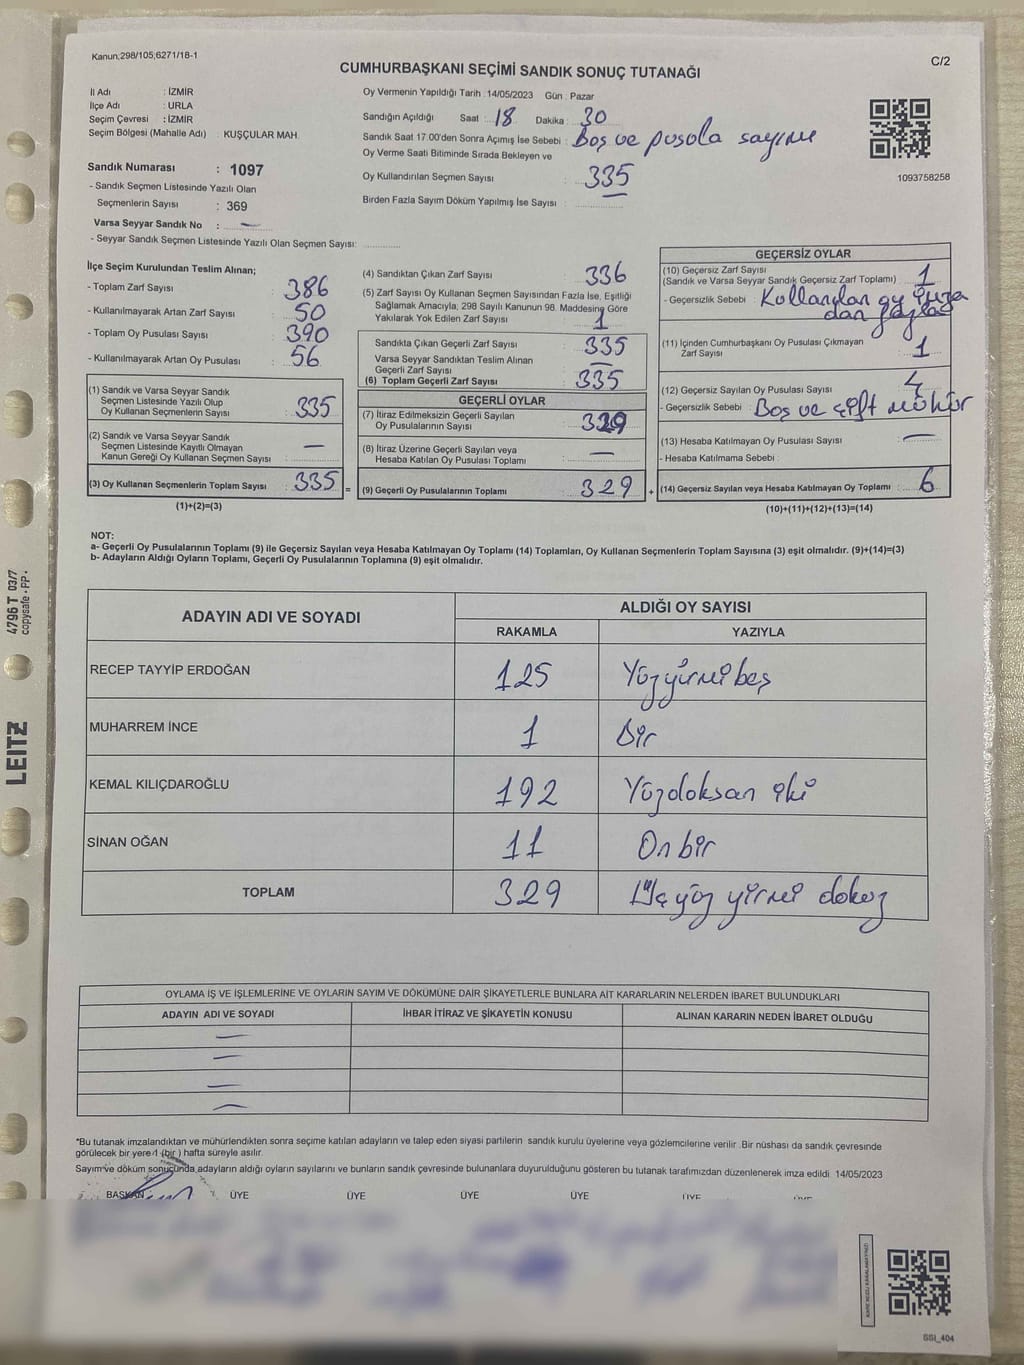 Kanun;298/105;6271/18-1
C/2
CUMHURBAŞKANI SEÇİMİ SANDIK SONUÇ TUTANAĞI
İl Adı : İZMİR
İlçe Adı : URLA
Seçim Çevresi : İZMİR
Seçim Bölgesi (Mahalle Adı) : KUŞÇULAR MAH.
Sandık Numarası : 1097
- Sandık Seçmen Listesinde Yazılı Olan
Seçmenlerin Sayısı : 369
Varsa Seyyar Sandık No : —
- Seyyar Sandık Seçmen Listesinde Yazılı Olan Seçmen Sayısı:
Oy Vermenin Yapıldığı Tarih : 14/05/2023 Gün : Pazar
Sandığın Açıldığı Saat : 18 Dakika : 30
Sandık Saat 17:00'den Sonra Açımış İse Sebebi : Boş ve pusula sayımı
Oy Verme Saati Bitiminde Sırada Bekleyen ve
Oy Kullandırılan Seçmen Sayısı : 335
Birden Fazla Sayım Döküm Yapılmış İse Sayısı :
1093758258
İlçe Seçim Kurulundan Teslim Alınan;
- Toplam Zarf Sayısı : 386
- Kullanılmayarak Artan Zarf Sayısı : 50
- Toplam Oy Pusulası Sayısı : 390
- Kullanılmayarak Artan Oy Pusulası : 56
(1) Sandık ve Varsa Seyyar Sandık
Seçmen Listesinde Yazılı Olup
Oy Kullanan Seçmenlerin Sayısı : 335
(2) Sandık ve Varsa Seyyar Sandık
Seçmen Listesinde Kayıtlı Olmayan
Kanun Gereği Oy Kullanan Seçmen Sayısı : —
(3) Oy Kullanan Seçmenlerin Toplam Sayısı : 335 =
(1)+(2)=(3)
(4) Sandıktan Çıkan Zarf Sayısı : 336
(5) Zarf Sayısı Oy Kullanan Seçmen Sayısından Fazla İse, Eşitliği
Sağlamak Amacıyla; 298 Sayılı Kanunun 98. Maddesine Göre
Yakılarak Yok Edilen Zarf Sayısı : 1
Sandıkta Çıkan Geçerli Zarf Sayısı : 335
Varsa Seyyar Sandıktan Teslim Alınan
Geçerli Zarf Sayısı : —
(6) Toplam Geçerli Zarf Sayısı : 335
GEÇERLİ OYLAR
(7) İtiraz Edilmeksizin Geçerli Sayılan
Oy Pusulalarının Sayısı : 329
(8) İtiraz Üzerine Geçerli Sayılan veya
Hesaba Katılan Oy Pusulası Toplamı : —
(9) Geçerli Oy Pusulalarının Toplamı : 329 +
GEÇERSİZ OYLAR
(10) Geçersiz Zarf Sayısı
(Sandık ve Varsa Seyyar Sandık Geçersiz Zarf Toplamı) : 1
- Geçersizlik Sebebi : Kullanılan oy imza
dan fazla
(11) İçinden Cumhurbaşkanı Oy Pusulası Çıkmayan
Zarf Sayısı : 1
(12) Geçersiz Sayılan Oy Pusulası Sayısı : 4
- Geçersizlik Sebebi : Boş ve çift mühür
(13) Hesaba Katılmayan Oy Pusulası Sayısı : —
- Hesaba Katılmama Sebebi :
(14) Geçersiz Sayılan veya Hesaba Katılmayan Oy Toplamı : 6
(10)+(11)+(12)+(13)=(14)
NOT:
a- Geçerli Oy Pusulalarının Toplamı (9) ile Geçersiz Sayılan veya Hesaba Katılmayan Oy Toplamı (14) Toplamları, Oy Kullanan Seçmenlerin Toplam Sayısına (3) eşit olmalıdır. (9)+(14)=(3)
b- Adayların Aldığı Oyların Toplamı, Geçerli Oy Pusulalarının Toplamına (9) eşit olmalıdır.
ADAYIN ADI VE SOYADI ALDIĞI OY SAYISI
RAKAMLA YAZIYLA
RECEP TAYYİP ERDOĞAN 125 Yüzyirmibeş
MUHARREM İNCE 1 Bir
KEMAL KILIÇDAROĞLU 192 Yüzdoksan iki
SİNAN OĞAN 11 Onbir
TOPLAM 329 Üçyüz yirmi dokuz
OYLAMA İŞ VE İŞLEMLERİNE VE OYLARIN SAYIM VE DÖKÜMÜNE DAİR ŞİKAYETLERLE BUNLARA AİT KARARLARIN NELERDEN İBARET BULUNDUKLARI
ADAYIN ADI VE SOYADI İHBAR İTİRAZ VE ŞİKAYETİN KONUSU ALINAN KARARIN NEDEN İBARET OLDUĞU
—
—
—
—
*Bu tutanak imzalandıktan ve mühürlendikten sonra seçime katılan adayların ve talep eden siyasi partilerin sandık kurulu üyelerine veya gözlemcilerine verilir. Bir nüshası da sandık çevresinde
görülecek bir yere 1 (bir) hafta süreyle asılır.
Sayım ve döküm sonucunda,adayların aldığı oyların sayılarını ve bunların sandık çevresinde bulunanlara duyurulduğunu gösteren bu tutanak tarafımızdan düzenlenerek imza edildi 14/05/2023
BAŞKAN ÜYE ÜYE ÜYE ÜYE ÜYE ÜYE
SSI_404
4796 T 03/7
copysafe • PP •
LEITZ